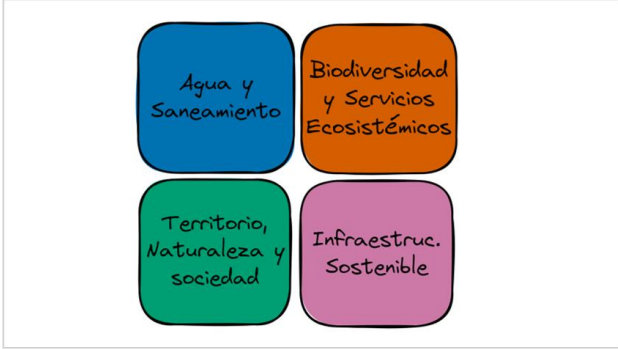 Agua y
Saneamiento
Biodiversidad
y Servicios
Ecosistémicos
Territorio,
Naturaleza y
sociedad
Infraestruc.
Sostenible